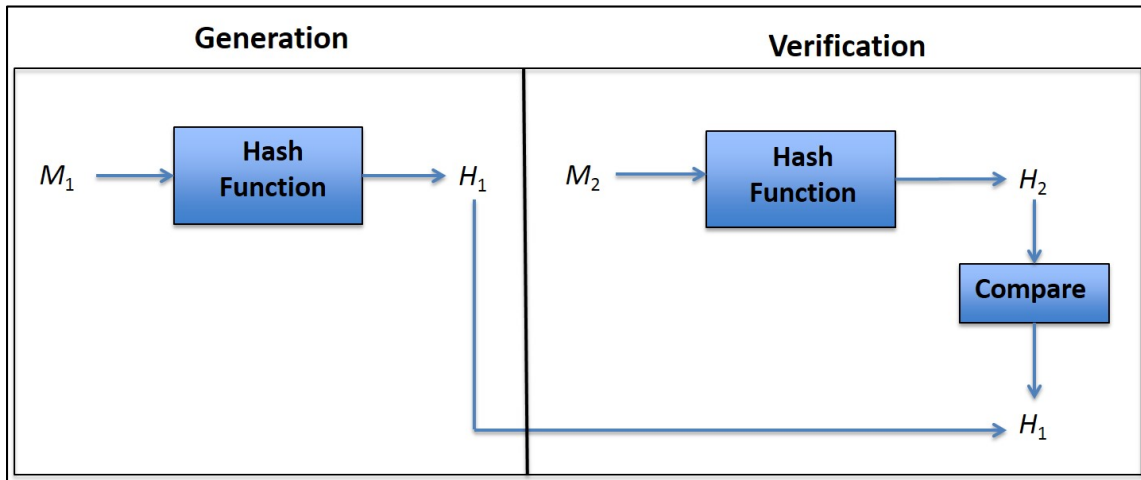 Generation
Verification
M₁
Hash
Function
H₁
M₂
Hash
Function
H₂
Compare
H₁